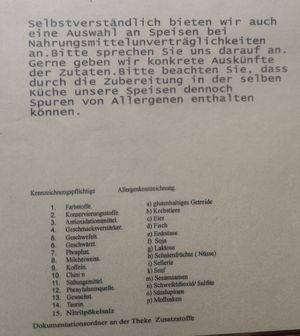 Selbstverständlich bieten wir auch
eine Auswahl an Speisen bei
Nahrungsmittelunverträglichkeiten
an.Bitte sprechen Sie uns darauf an.
Gerne geben wir konkrete Auskünfte
der Zutaten.Bitte beachten Sie, dass
durch die Zubereitung in der selben
Küche unsere Speisen dennoch
Spuren von Allergenen enthalten
können.
Kennzeichnungspflichtige
1. Farbstoffe.
2. Konservierungsstoffe.
3. Antioxidationsmittel.
4. Geschmacksverstärker.
5. Geschwefelt.
6. Geschwärzt.
7. Phosphat.
8. Milcheiweiss.
9. Koffein.
10. Chini n
11. Süßungsmittel.
12. Phenylalaninquelle.
13. Gewachst.
14. Taurin.
15. Nitritpökelsalz
Allergenkennzeichnung.
a) glutenhaltiges Getreide
b) Krebstiere
c) Eier
d) Fisch
e) Erdnüsse
f) Soja
g) Laktose
h) Schalenfrüchte ( Nüsse)
i) Sellerie
k) Senf
m) Sesamsamen
n) Schwefeldioxid/ Sulfite
o) Süsslupinen
p) Mollusken
Dokumentationsordner an der Theke Zusatzstoffe